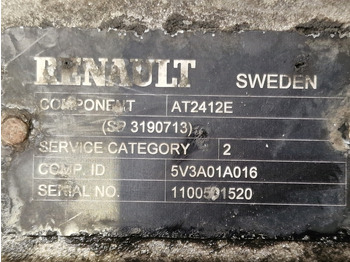 RENAULT SWEDEN
COMPONENT AT2412E
(SP 3190713)
SERVICE CATEGORY 2
COMP. ID 5V3A01A016
SERIAL NO. 1100501520